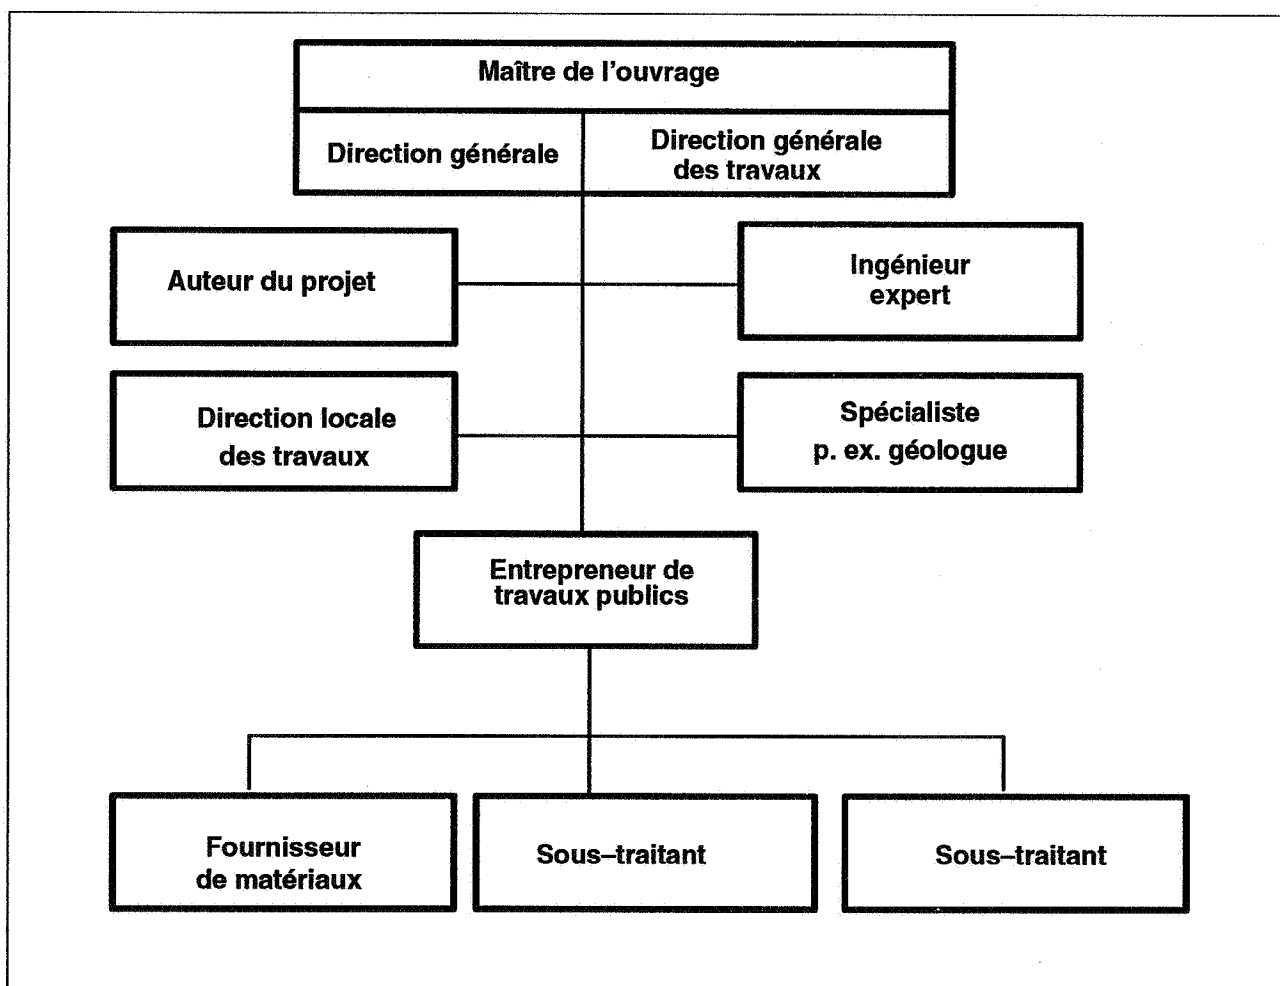 Maître de l'ouvrage
Direction générale
Direction générale
des travaux
Auteur du projet
Ingénieur
expert
Direction locale
des travaux
Spécialiste
p. ex. géologue
Entrepreneur de
travaux publics
Fournisseur
de matériaux
Sous–traitant
Sous–traitant